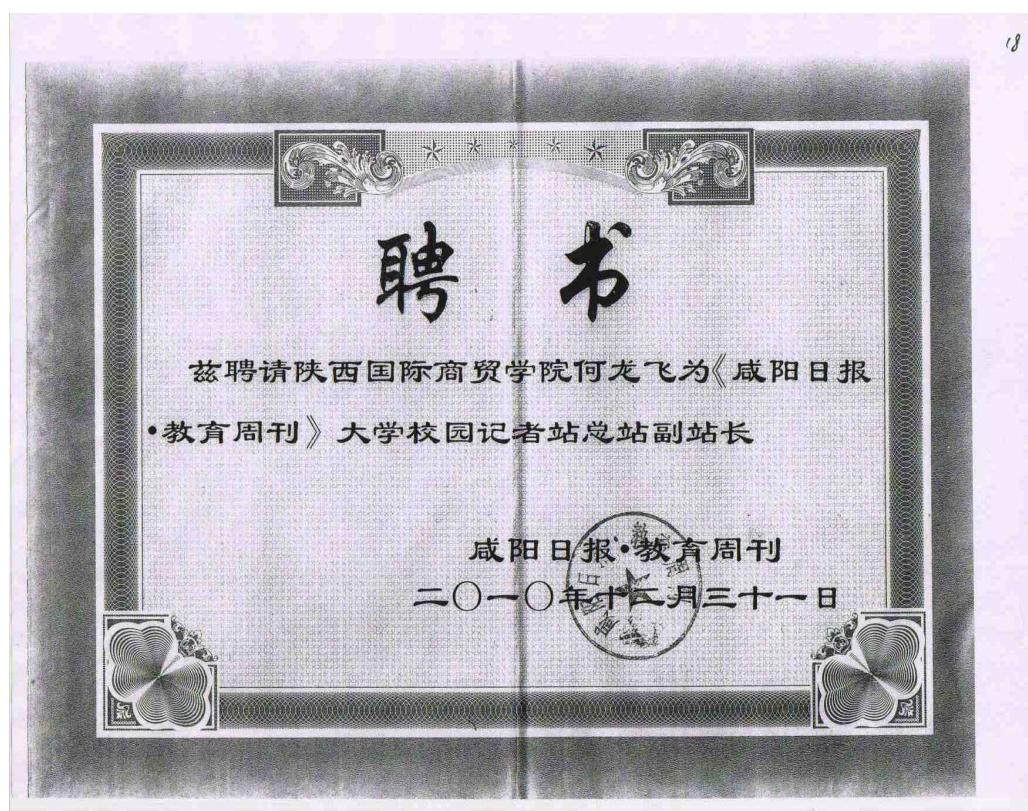 18
聘 书
兹聘请陕西国际商贸学院何龙飞为《咸阳日报
•教育周刊》大学校园记者站总站副站长
咸阳日报•教育周刊
二〇一〇年十二月三十一日